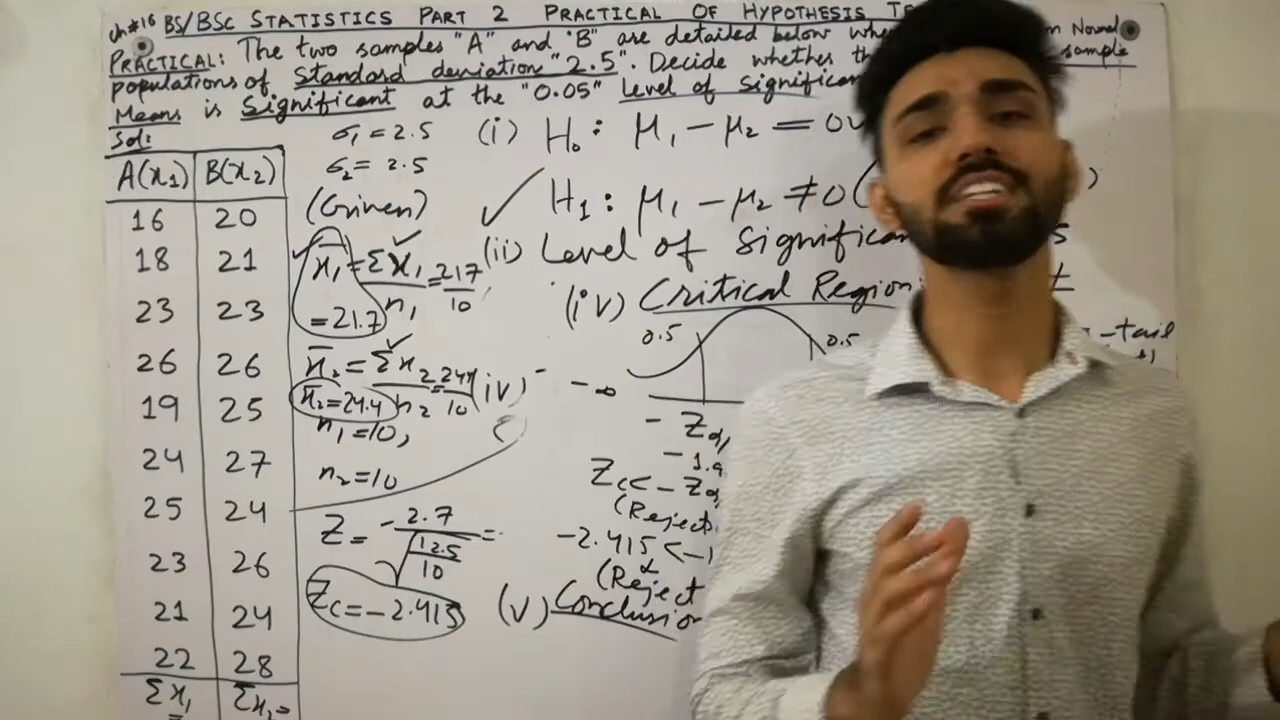 ch#16 BS/BSC STATISTICS PART 2 PRACTICAL OF HYPOTHESIS
PRACTICAL: The two samples "A" and "B" are detailed below Normal
populations of Standard deviation "2.5". Decide whether sample
Means is Significant at the "0.05" Level of
Sol:
A(x₁) B(x₂)
16 20
18 21
23 23
26 26
19 25
24 27
25 24
23 26
21 24
22 28
Σx₁ Σx₂=
=
σ₁ = 2.5
σ₂ = 2.5
(Given)
x̄₁ = Σx₁/n₁ = 217/10
= 21.7
x̄₂ = Σx₂/n₂ = 244/10
x̄₂ = 24.4
n₁ = 10,
n₂ = 10
Z = -2.7/√(12.5/10) =
Zc = -2.415
(i) H₀: μ₁ - μ₂ = 0
H₁: μ₁ - μ₂ ≠ 0 (
(ii) Level of
(iv) Critical Region:
-tail
0.5 0.5
(iv) -∞
- Zα/
Zc < - Zα
(Reject
-2.415 < -1
(Reject
(v) Conclusion